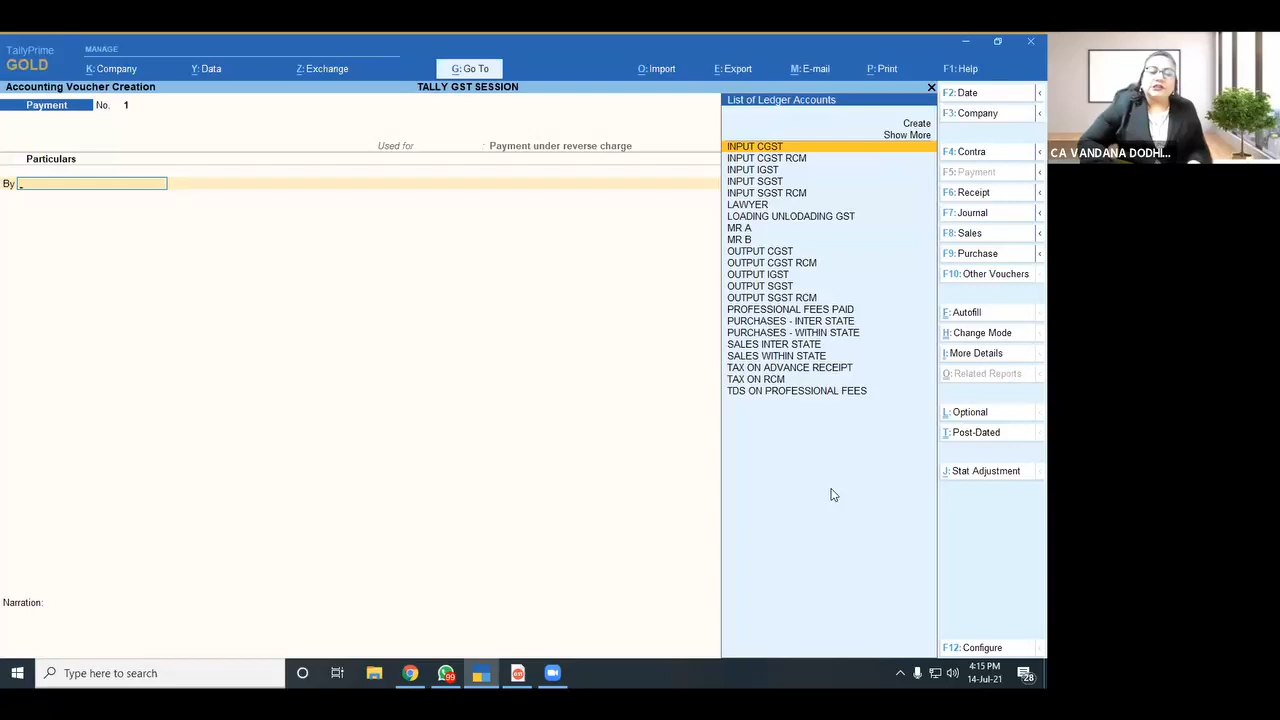 TallyPrime
GOLD
MANAGE
K: Company
Y: Data
Z: Exchange
G: Go To
O: Import
E: Export
M: E-mail
P: Print
F1: Help
Accounting Voucher Creation
TALLY GST SESSION
Payment No. 1
Used for : Payment under reverse charge
Particulars
By
Narration:
List of Ledger Accounts
Create
Show More
INPUT CGST
INPUT CGST RCM
INPUT IGST
INPUT SGST
INPUT SGST RCM
LAWYER
LOADING UNLODADING GST
MR A
MR B
OUTPUT CGST
OUTPUT CGST RCM
OUTPUT IGST
OUTPUT SGST
OUTPUT SGST RCM
PROFESSIONAL FEES PAID
PURCHASES - INTER STATE
PURCHASES - WITHIN STATE
SALES INTER STATE
SALES WITHIN STATE
TAX ON ADVANCE RECEIPT
TAX ON RCM
TDS ON PROFESSIONAL FEES
F2: Date
F3: Company
F4: Contra
F5: Payment
F6: Receipt
F7: Journal
F8: Sales
F9: Purchase
F10: Other Vouchers
F: Autofill
H: Change Mode
I: More Details
O: Related Reports
L: Optional
T: Post-Dated
J: Stat Adjustment
F12: Configure
CA VANDANA DODHI...
Type here to search
99
4:15 PM
14-Jul-21
28